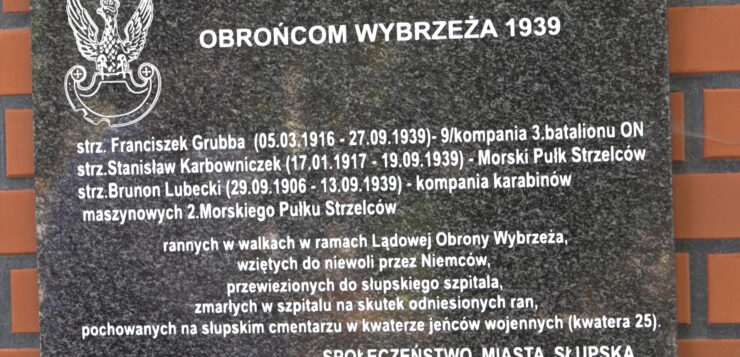 OBROŃCOM WYBRZEŻA 1939
strz. Franciszek Grubba (05.03.1916 - 27.09.1939)- 9/kompania 3.batalionu ON
strz.Stanisław Karbowniczek (17.01.1917 - 19.09.1939) - Morski Pułk Strzelców
strz.Brunon Lubecki (29.09.1906 - 13.09.1939) - kompania karabinów
maszynowych 2.Morskiego Pułku Strzelców
rannych w walkach w ramach Lądowej Obrony Wybrzeża,
wziętych do niewoli przez Niemców,
przewiezionych do słupskiego szpitala,
zmarłych w szpitalu na skutek odniesionych ran,
pochowanych na słupskim cmentarzu w kwaterze jeńców wojennych (kwatera 25).
SPOŁECZEŃSTWO MIASTA SŁUPSKA